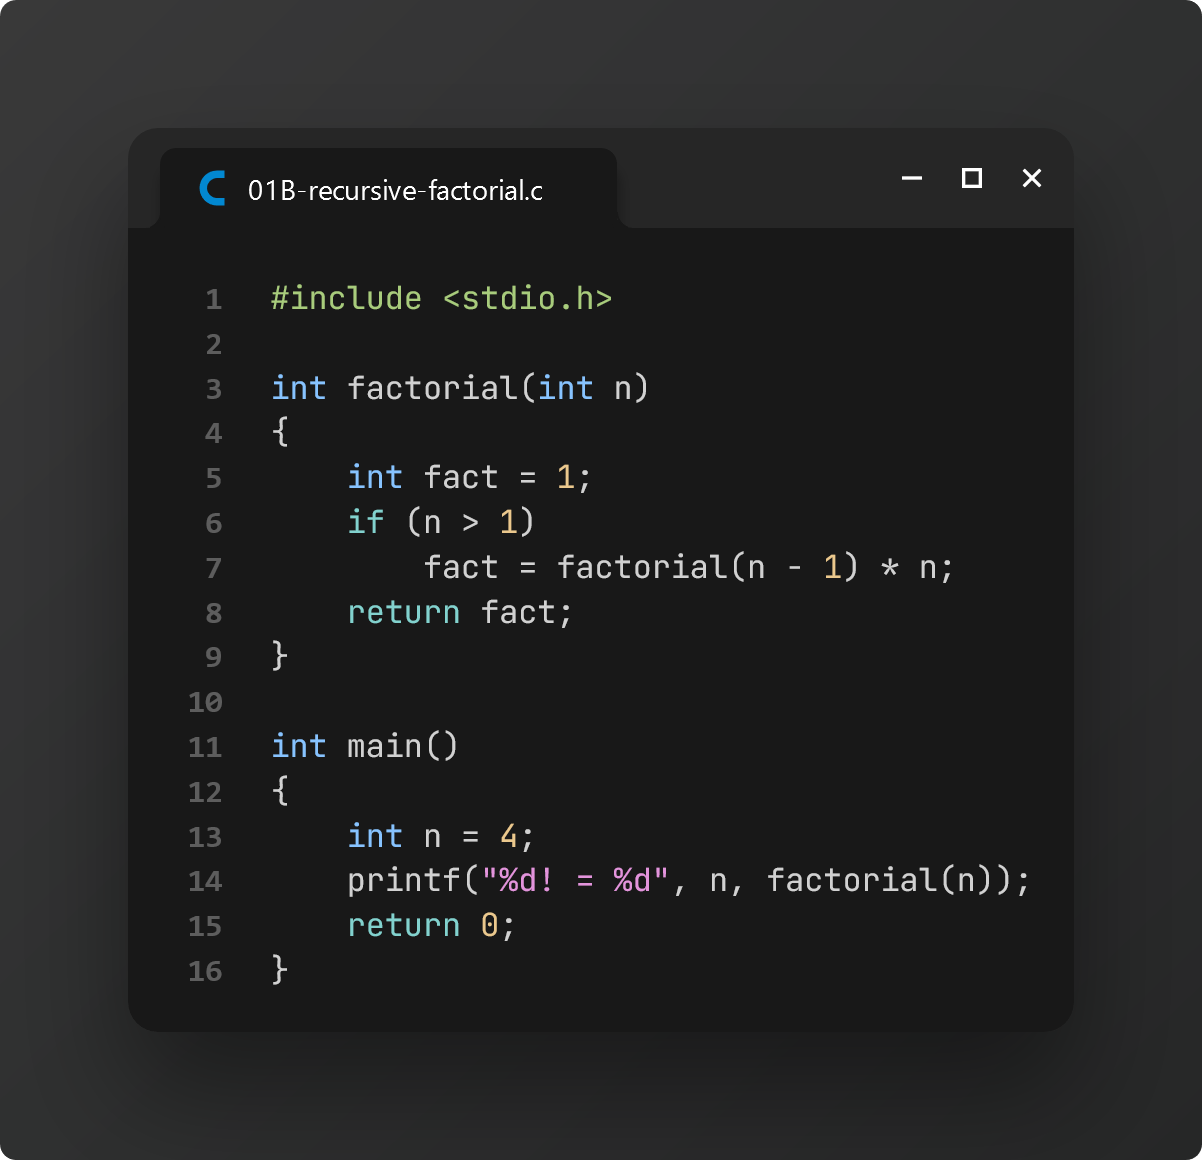 01B-recursive-factorial.c
1 #include <stdio.h>
2
3 int factorial(int n)
4 {
5     int fact = 1;
6     if (n > 1)
7         fact = factorial(n - 1) * n;
8     return fact;
9 }
10
11 int main()
12 {
13     int n = 4;
14     printf("%d! = %d", n, factorial(n));
15     return 0;
16 }